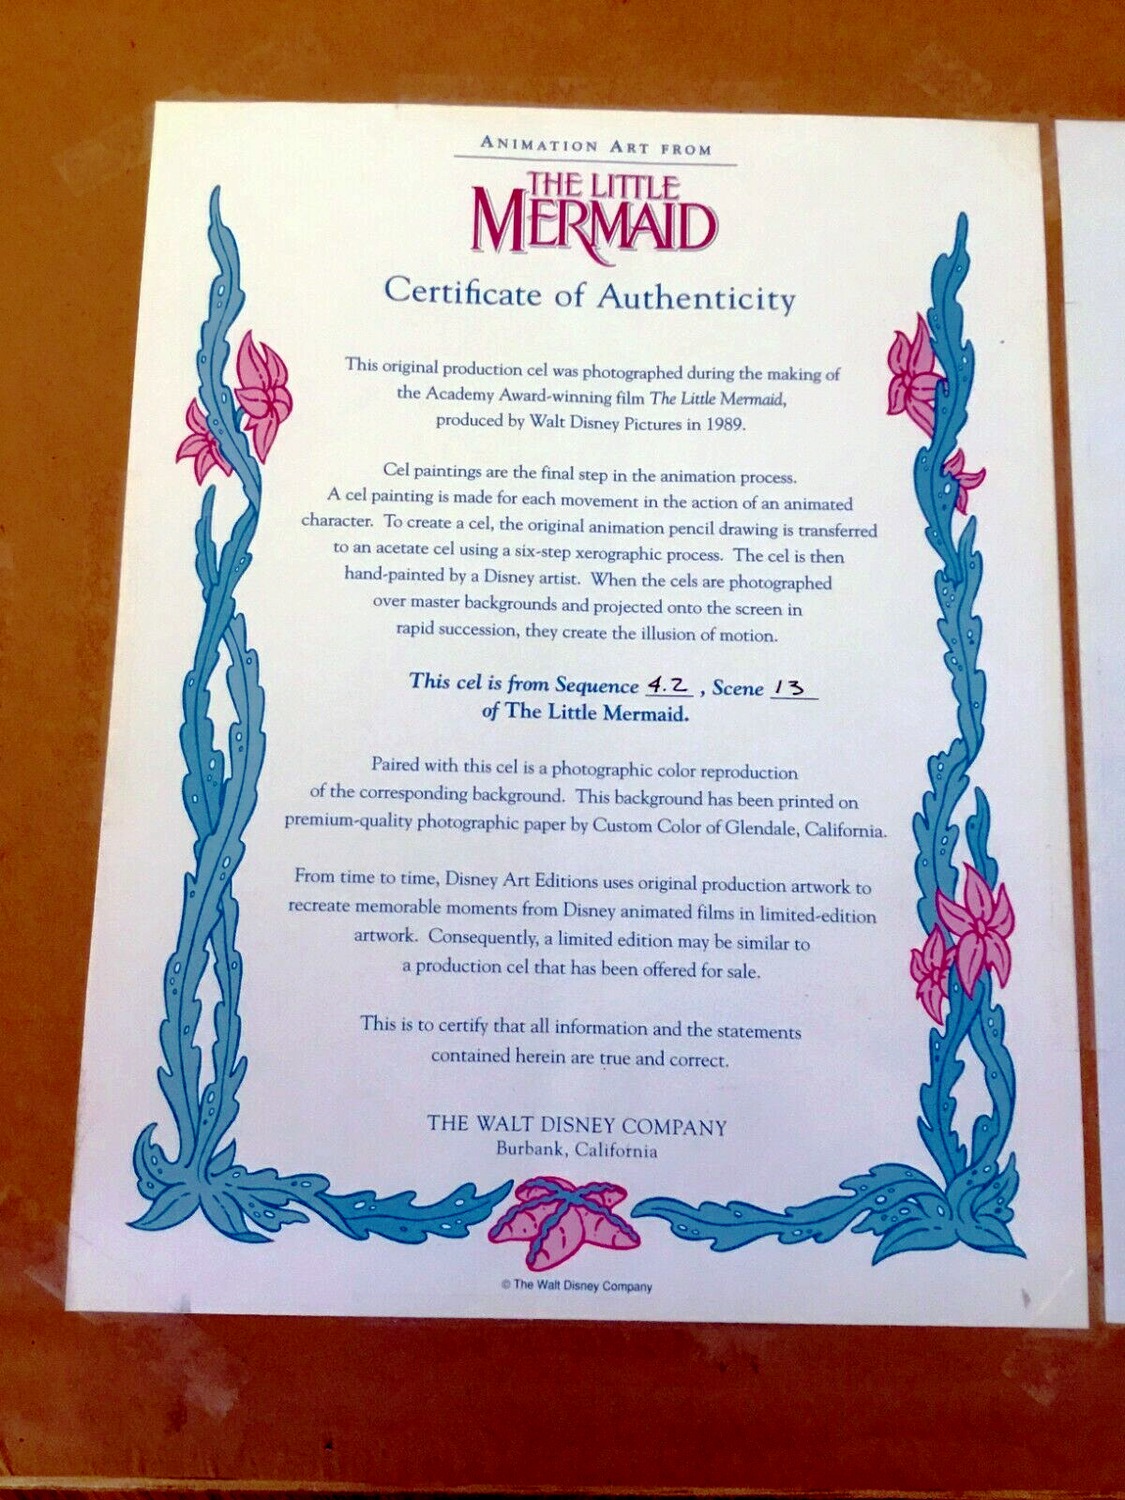 ANIMATION ART FROM
THE LITTLE
MERMAID
Certificate of Authenticity
This original production cel was photographed during the making of
the Academy Award-winning film The Little Mermaid,
produced by Walt Disney Pictures in 1989.
Cel paintings are the final step in the animation process.
A cel painting is made for each movement in the action of an animated
character. To create a cel, the original animation pencil drawing is transferred
to an acetate cel using a six-step xerographic process. The cel is then
hand-painted by a Disney artist. When the cels are photographed
over master backgrounds and projected onto the screen in
rapid succession, they create the illusion of motion.
This cel is from Sequence 4.2 , Scene 13
of The Little Mermaid.
Paired with this cel is a photographic color reproduction
of the corresponding background. This background has been printed on
premium-quality photographic paper by Custom Color of Glendale, California.
From time to time, Disney Art Editions uses original production artwork to
recreate memorable moments from Disney animated films in limited-edition
artwork. Consequently, a limited edition may be similar to
a production cel that has been offered for sale.
This is to certify that all information and the statements
contained herein are true and correct.
THE WALT DISNEY COMPANY
Burbank, California
© The Walt Disney Company